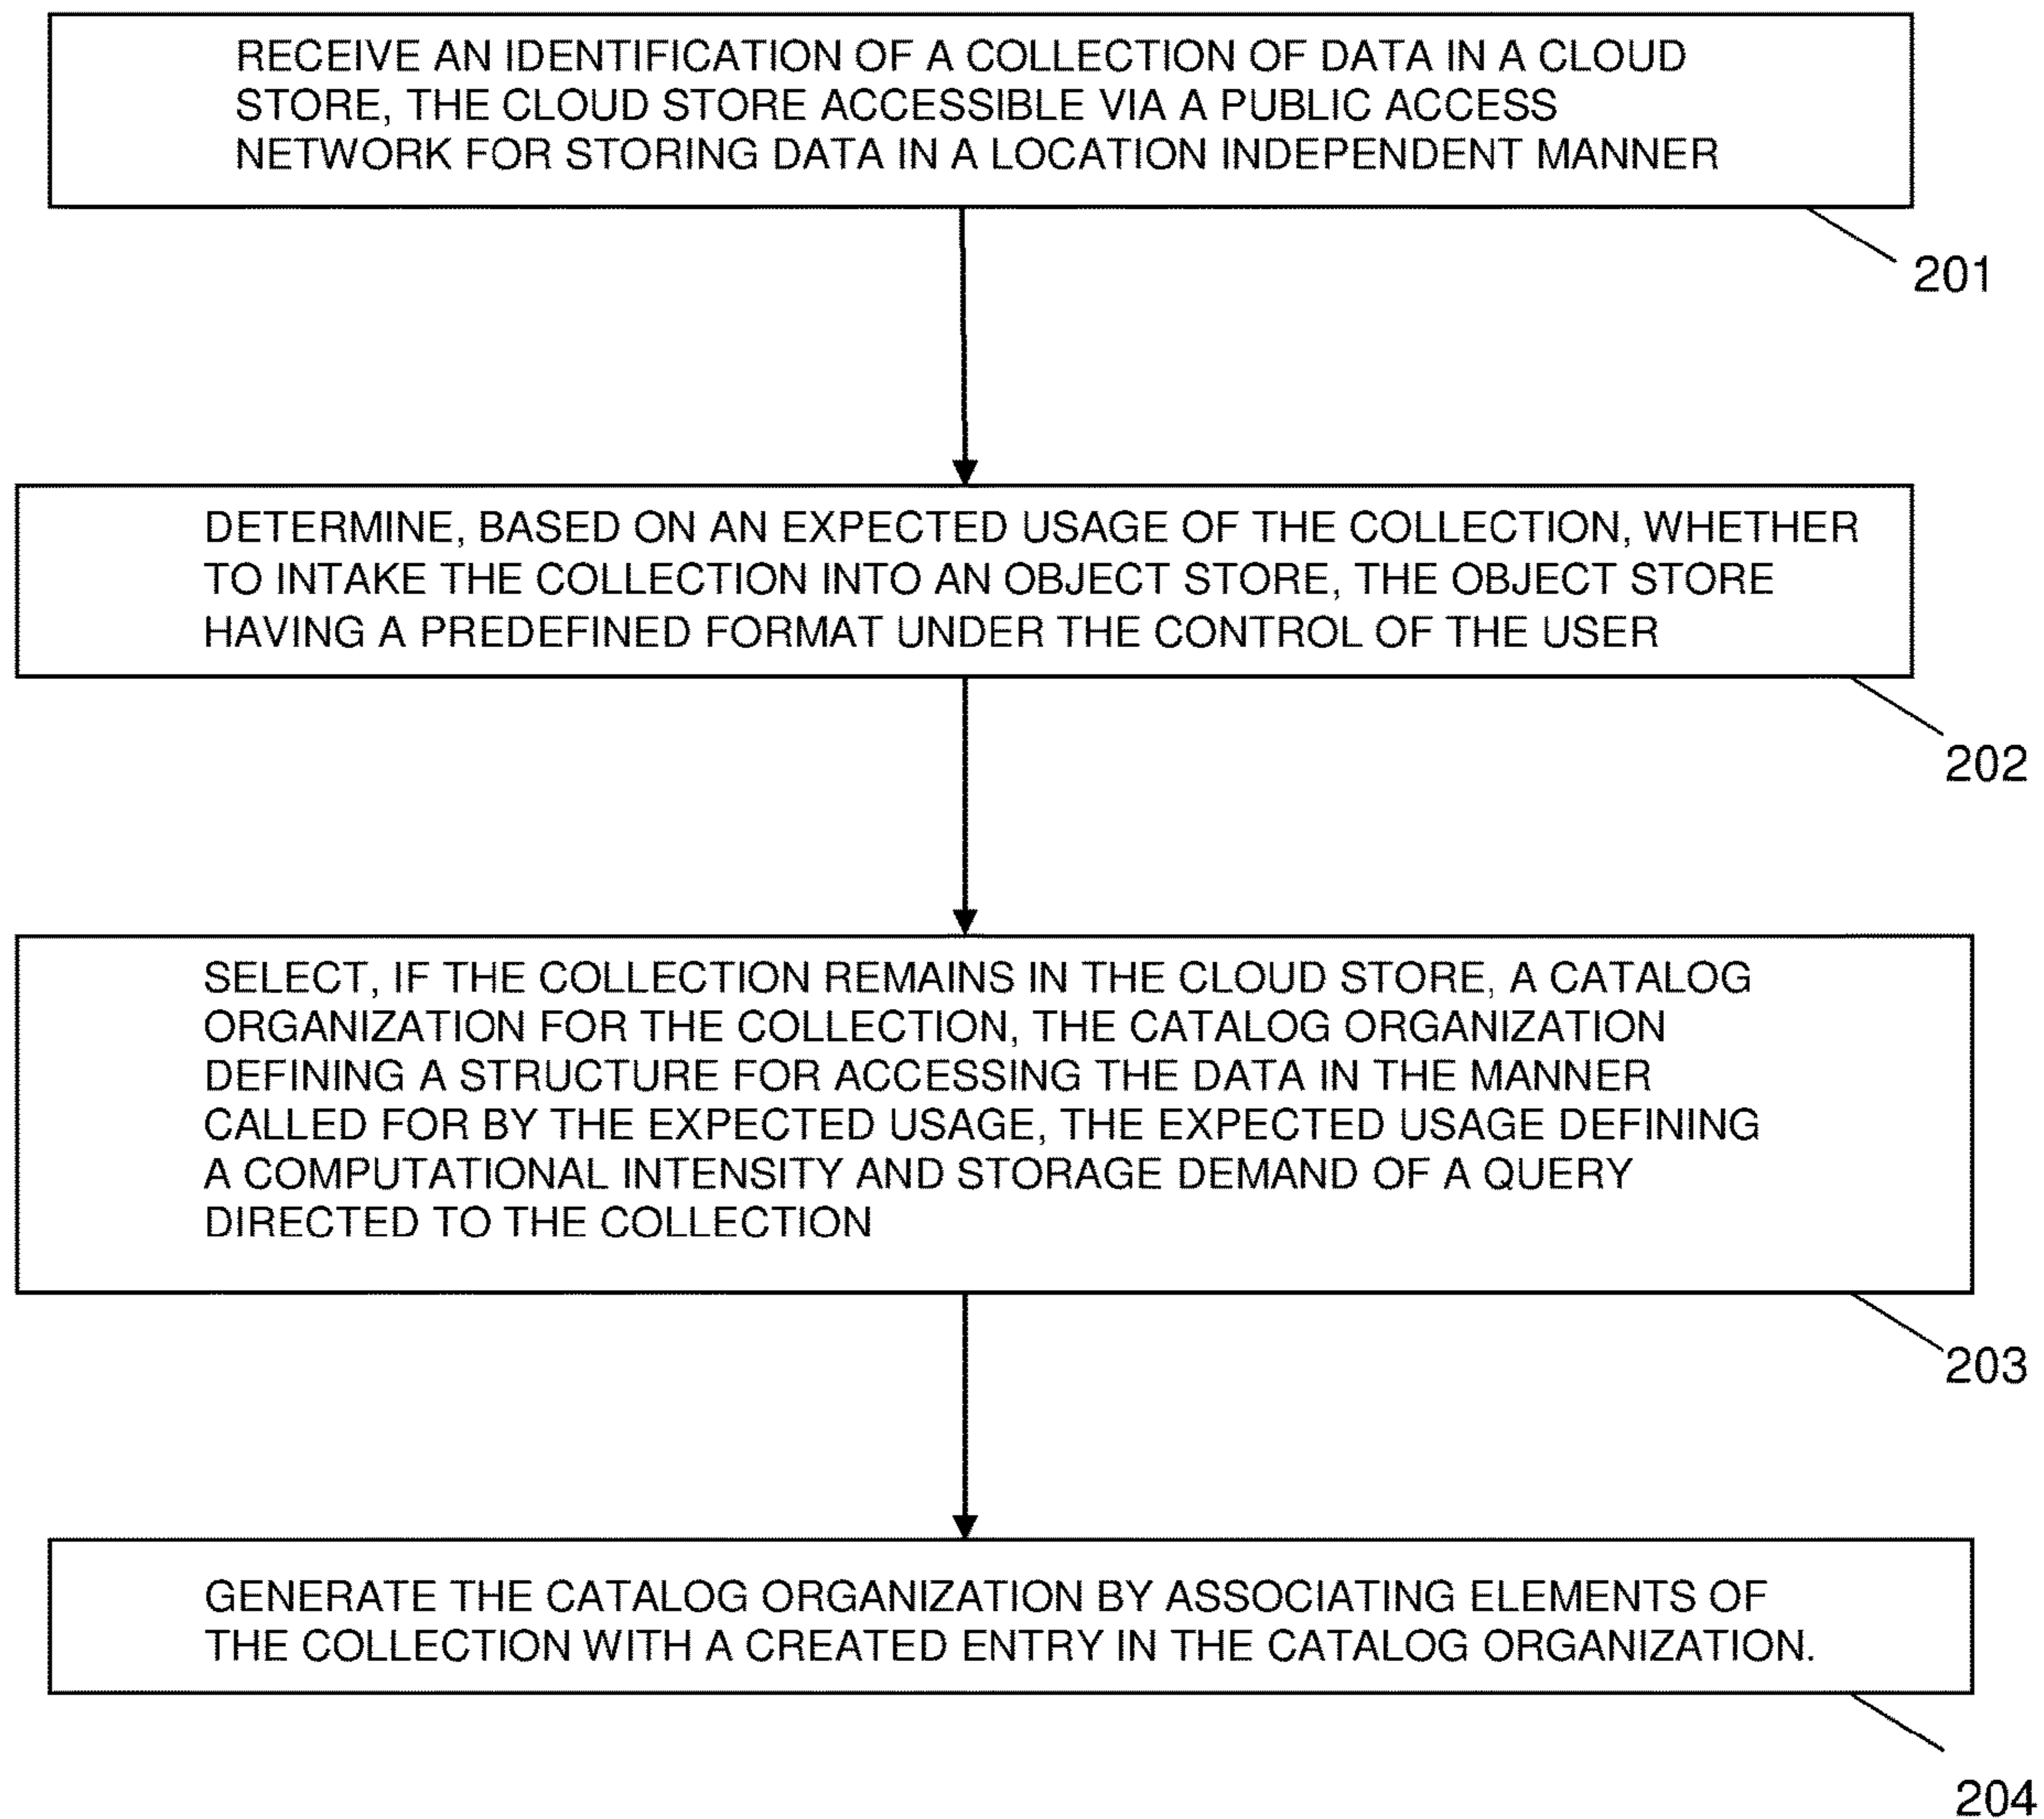 RECEIVE AN IDENTIFICATION OF A COLLECTION OF DATA IN A CLOUD
STORE, THE CLOUD STORE ACCESSIBLE VIA A PUBLIC ACCESS
NETWORK FOR STORING DATA IN A LOCATION INDEPENDENT MANNER
201
DETERMINE, BASED ON AN EXPECTED USAGE OF THE COLLECTION, WHETHER
TO INTAKE THE COLLECTION INTO AN OBJECT STORE, THE OBJECT STORE
HAVING A PREDEFINED FORMAT UNDER THE CONTROL OF THE USER
202
SELECT, IF THE COLLECTION REMAINS IN THE CLOUD STORE, A CATALOG
ORGANIZATION FOR THE COLLECTION, THE CATALOG ORGANIZATION
DEFINING A STRUCTURE FOR ACCESSING THE DATA IN THE MANNER
CALLED FOR BY THE EXPECTED USAGE, THE EXPECTED USAGE DEFINING
A COMPUTATIONAL INTENSITY AND STORAGE DEMAND OF A QUERY
DIRECTED TO THE COLLECTION
203
GENERATE THE CATALOG ORGANIZATION BY ASSOCIATING ELEMENTS OF
THE COLLECTION WITH A CREATED ENTRY IN THE CATALOG ORGANIZATION.
204